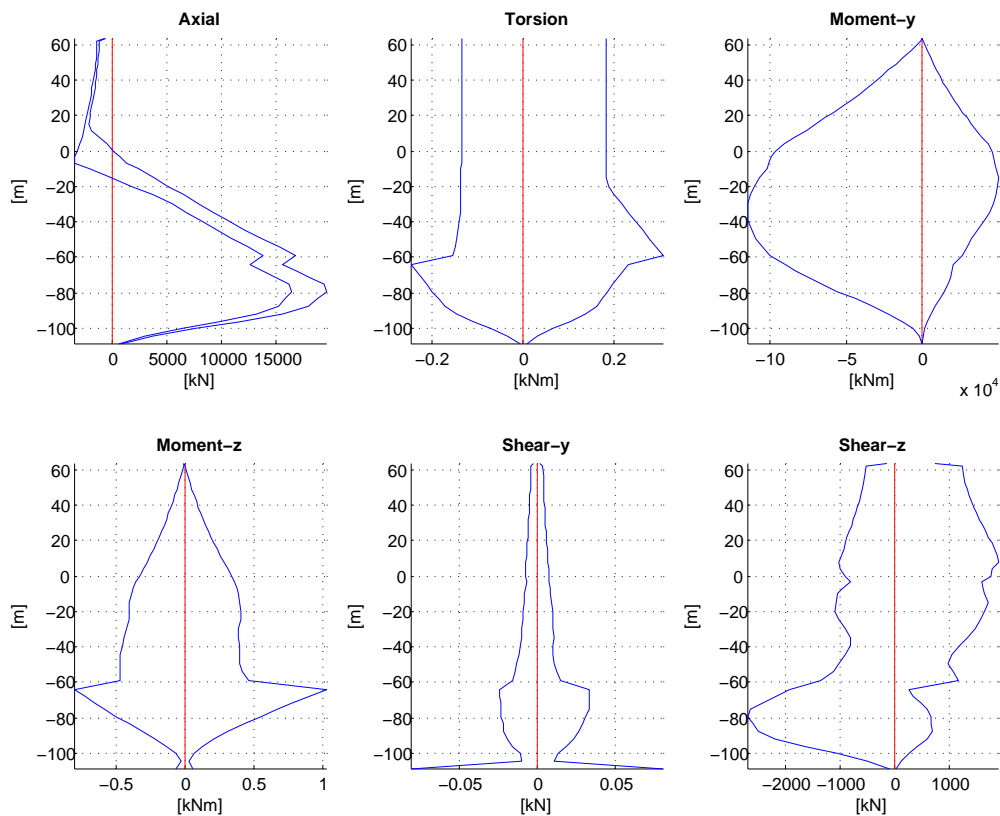 Axial
60
40
20
0
−20
−40
−60
−80
−100
[m]
0 5000 10000 15000
[kN]
Torsion
60
40
20
0
−20
−40
−60
−80
−100
[m]
−0.2 0 0.2
[kNm]
Moment−y
60
40
20
0
−20
−40
−60
−80
−100
[m]
−10 −5 0
[kNm]
x 10^4
Moment−z
60
40
20
0
−20
−40
−60
−80
−100
[m]
−0.5 0 0.5 1
[kNm]
Shear−y
60
40
20
0
−20
−40
−60
−80
−100
[m]
−0.05 0 0.05
[kN]
Shear−z
60
40
20
0
−20
−40
−60
−80
−100
[m]
−2000 −1000 0 1000
[kN]